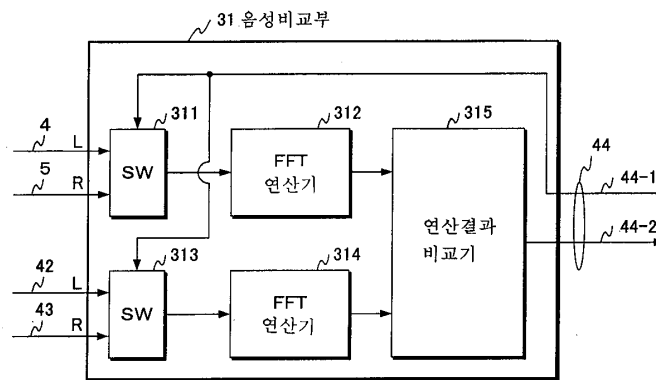 31 음성비교부
4
L
5
R
311
SW
312
FFT
연산기
315
연산결과
비교기
44
44-1
44-2
42
L
43
R
313
SW
314
FFT
연산기